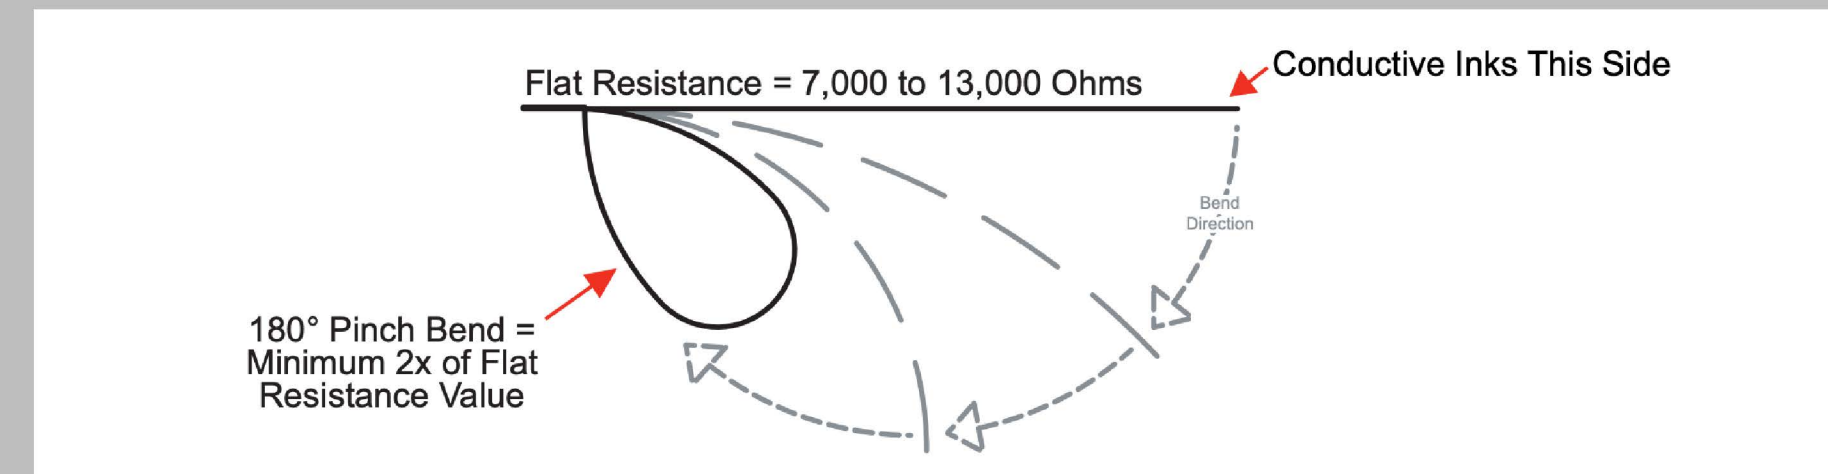 Conductive Inks This Side
Flat Resistance = 7,000 to 13,000 Ohms
Bend
Direction
180° Pinch Bend =
Minimum 2x of Flat
Resistance Value